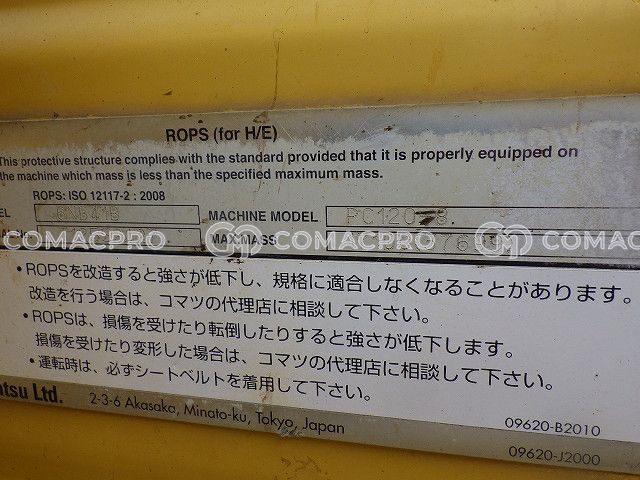 ROPS (for H/E)
This protective structure complies with the standard provided that it is properly equipped on
the machine which mass is less than the specified maximum mass.
ROPS: ISO 12117-2 : 2008
MACHINE MODEL PC120-8
MAX MASS
COMACPRO COMACPRO COMACPRO
•ROPSを改造すると強さが低下し、規格に適合しなくなることがあります。
改造を行う場合は、コマツの代理店に相談して下さい。
•ROPSは、損傷を受けたり転倒したりすると強さが低下します。
損傷を受けたり変形した場合は、コマツの代理店に相談して下さい。
•運転時は、必ずシートベルトを着用して下さい。
atsu Ltd. 2-3-6 Akasaka, Minato-ku, Tokyo, Japan
09620-B2010
09620-J2000